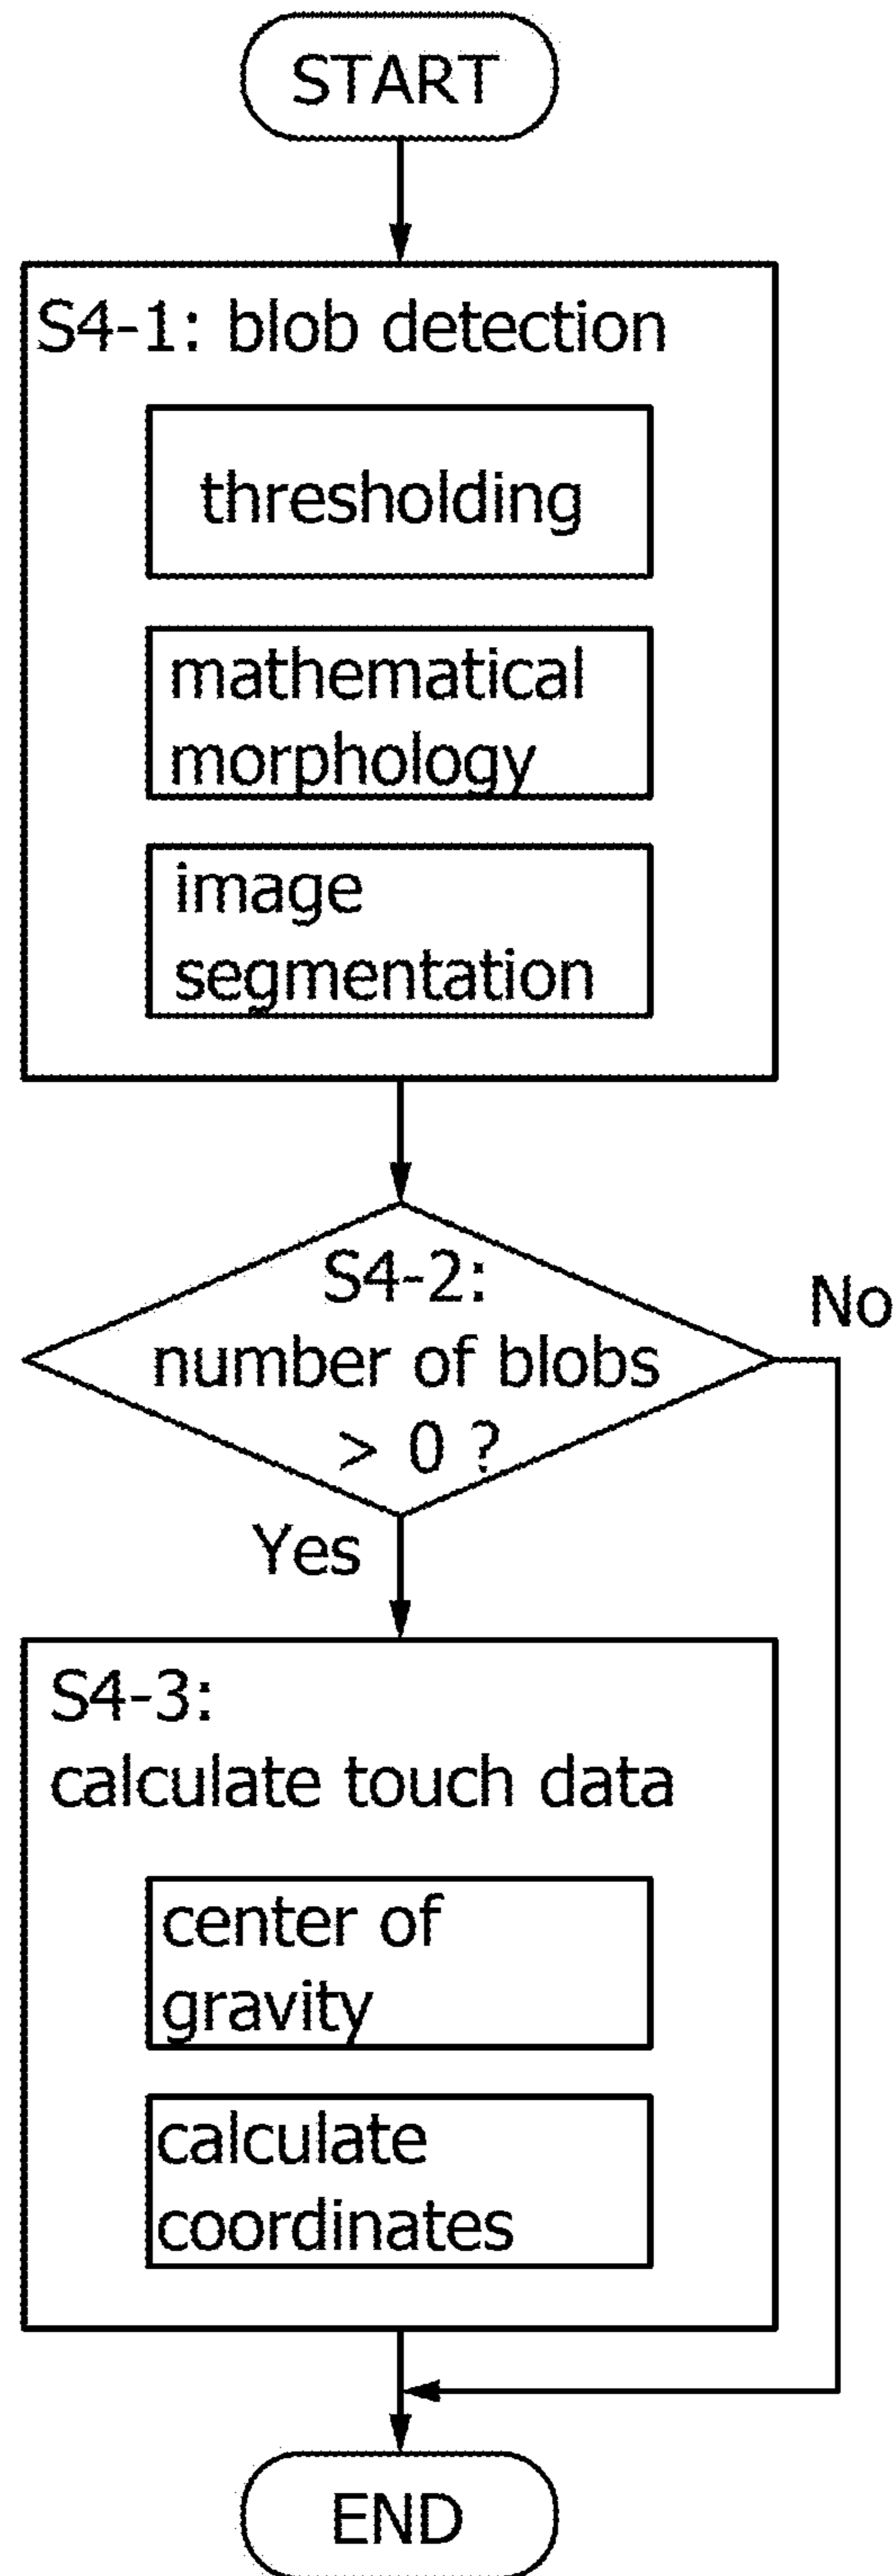 START
S4-1: blob detection
thresholding
mathematical
morphology
image
segmentation
S4-2:
number of blobs
> 0 ?
No
Yes
S4-3:
calculate touch data
center of
gravity
calculate
coordinates
END